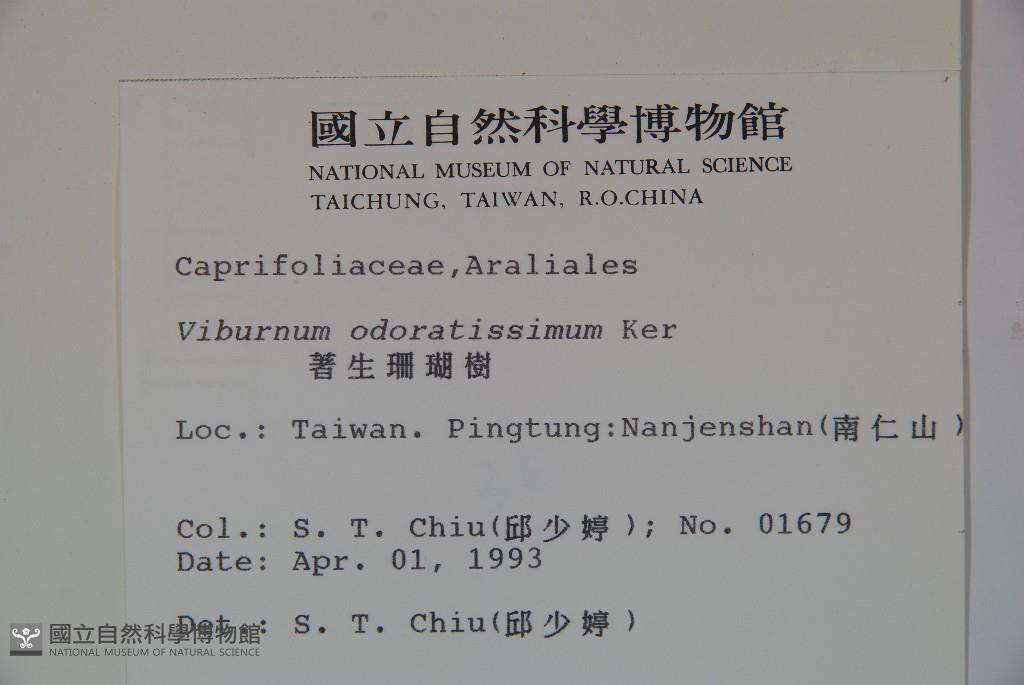 國立自然科學博物館
NATIONAL MUSEUM OF NATURAL SCIENCE
TAICHUNG, TAIWAN, R.O.CHINA
Caprifoliaceae,Araliales
Viburnum odoratissimum Ker
著生珊瑚樹
Loc.: Taiwan. Pingtung:Nanjenshan(南仁山)
Col.: S. T. Chiu(邱少婷); No. 01679
Date: Apr. 01, 1993
Det.: S. T. Chiu(邱少婷)
國立自然科學博物館
NATIONAL MUSEUM OF NATURAL SCIENCE